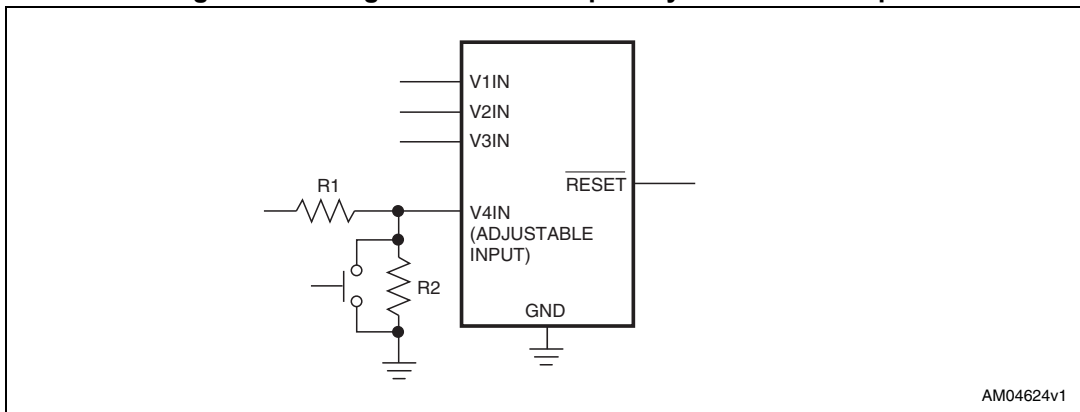 V1IN
V2IN
V3IN
RESET
R1
V4IN
(ADJUSTABLE
INPUT)
R2
GND
AM04624v1